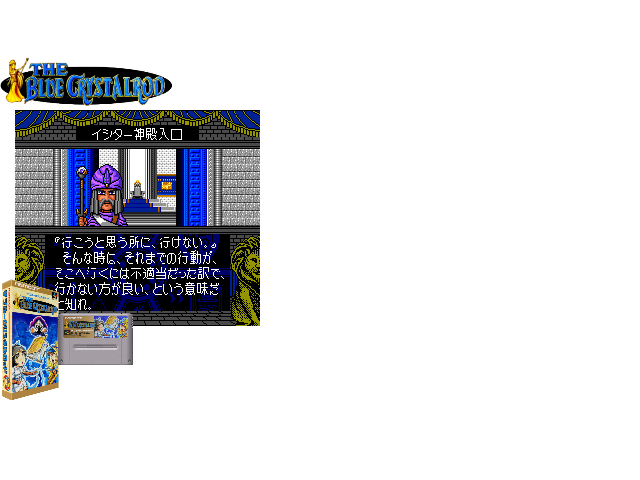 THE
BLUE CRYSTALROD
イシター神殿入口
『行こうと思う所に、行けない。』
そんな時に、それまでの行動が、
そこへ行くには不適当だった訳で、
行かない方が良い、という意味だ
と知れ。